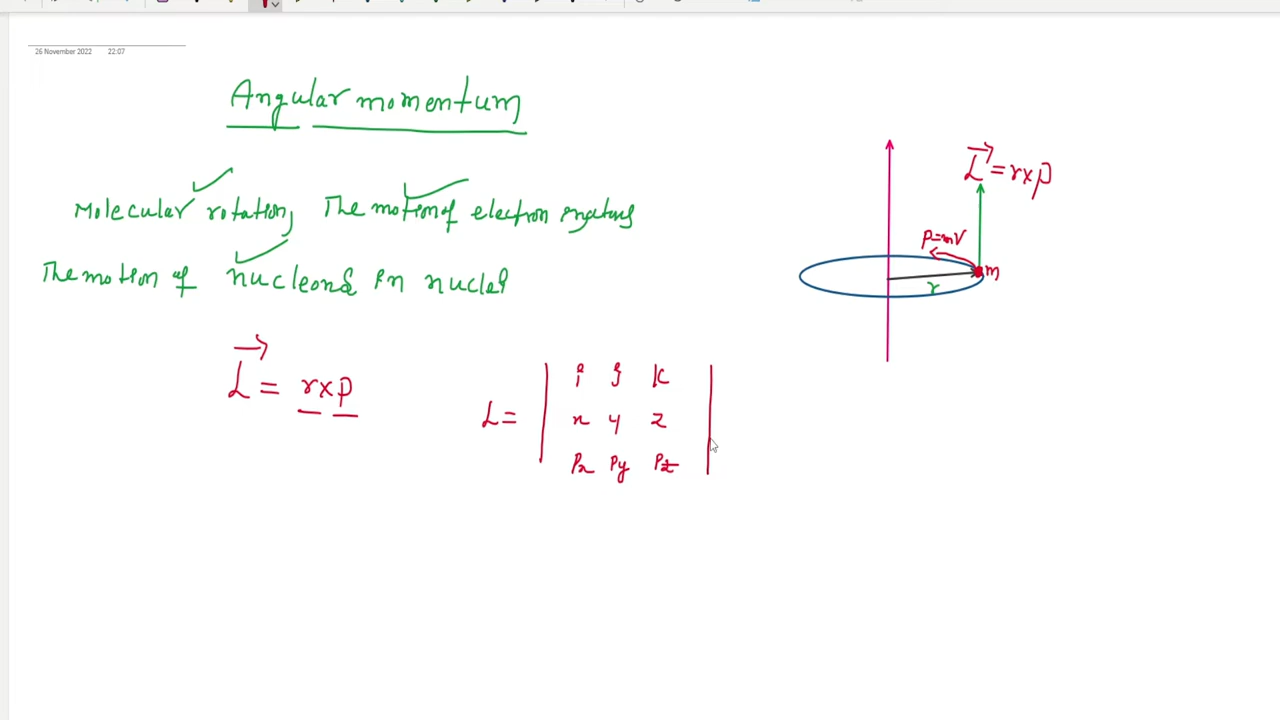 26 November 2022 22:07
Angular momentum
Molecular rotation, The motion of electron
The motion of nucleons in nuclei
L = r×p
L =
i j k
x y z
Px Py Pz
L = r×p
P=mV
m
r